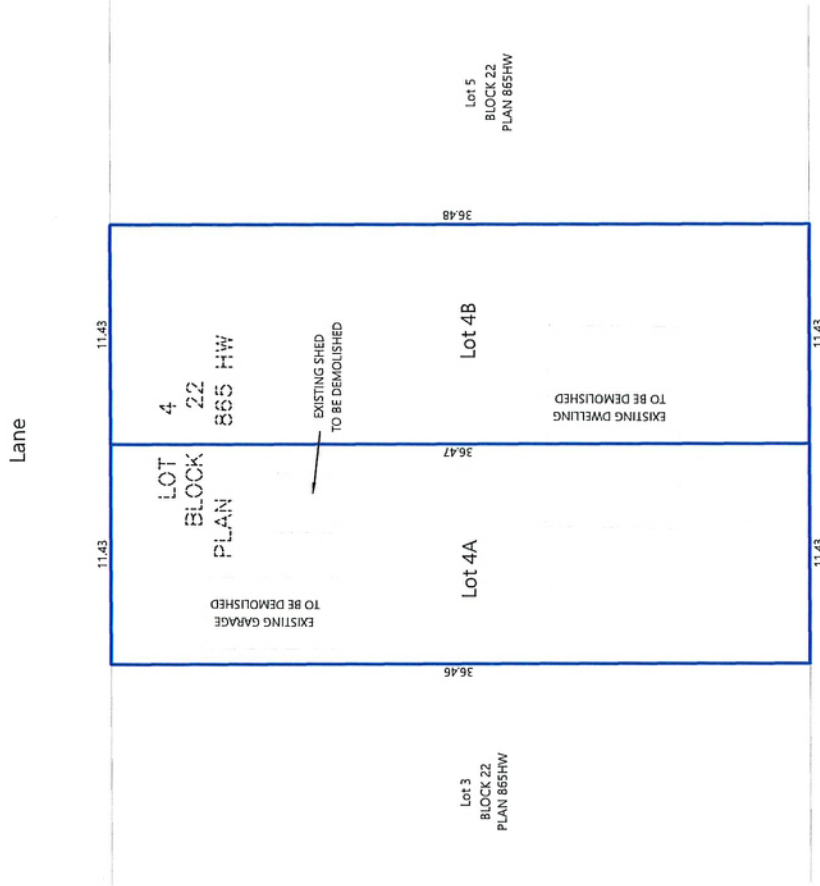 Lane
Lot 5
BLOCK 22
PLAN 865HW
36.48
11.43
11.43
LOT 4
BLOCK 22
PLAN 865 HW
EXISTING SHED
TO BE DEMOLISHED
Lot 4B
EXISTING DWELLING
TO BE DEMOLISHED
36.47
11.43
11.43
EXISTING GARAGE
TO BE DEMOLISHED
Lot 4A
36.46
Lot 3
BLOCK 22
PLAN 865HW